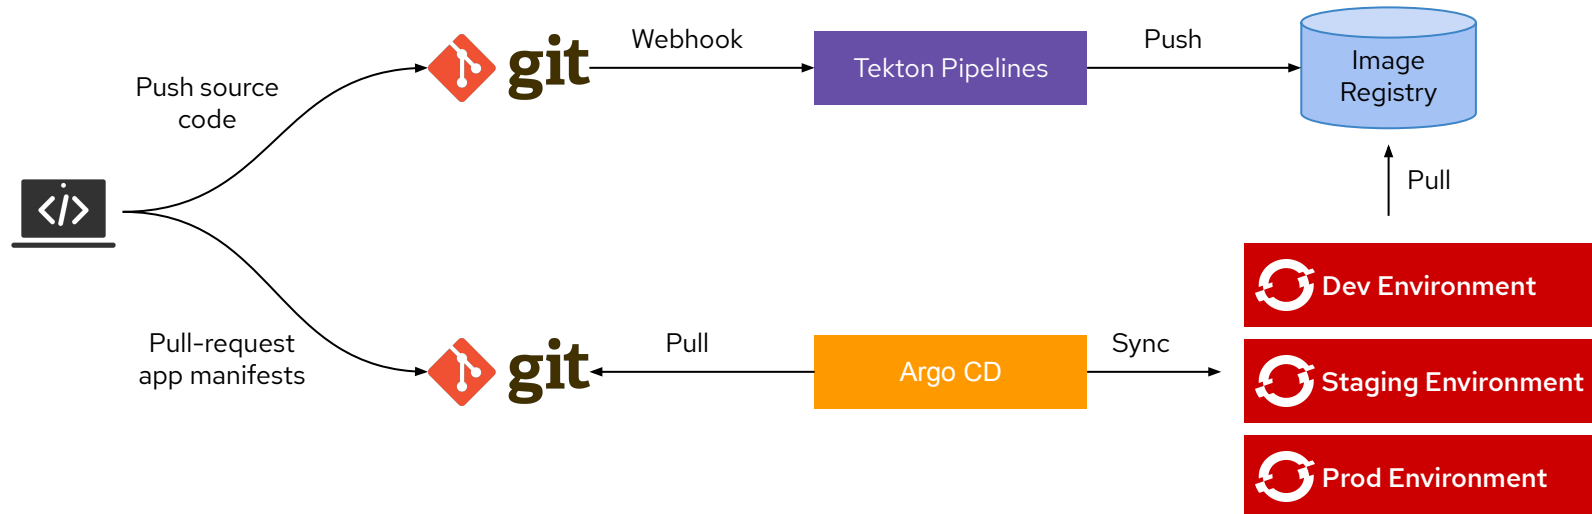 git
Webhook
Tekton Pipelines
Push
Image
Registry
Push source
code
</>
Pull
Dev Environment
Pull-request
app manifests
git
Pull
Argo CD
Sync
Staging Environment
Prod Environment